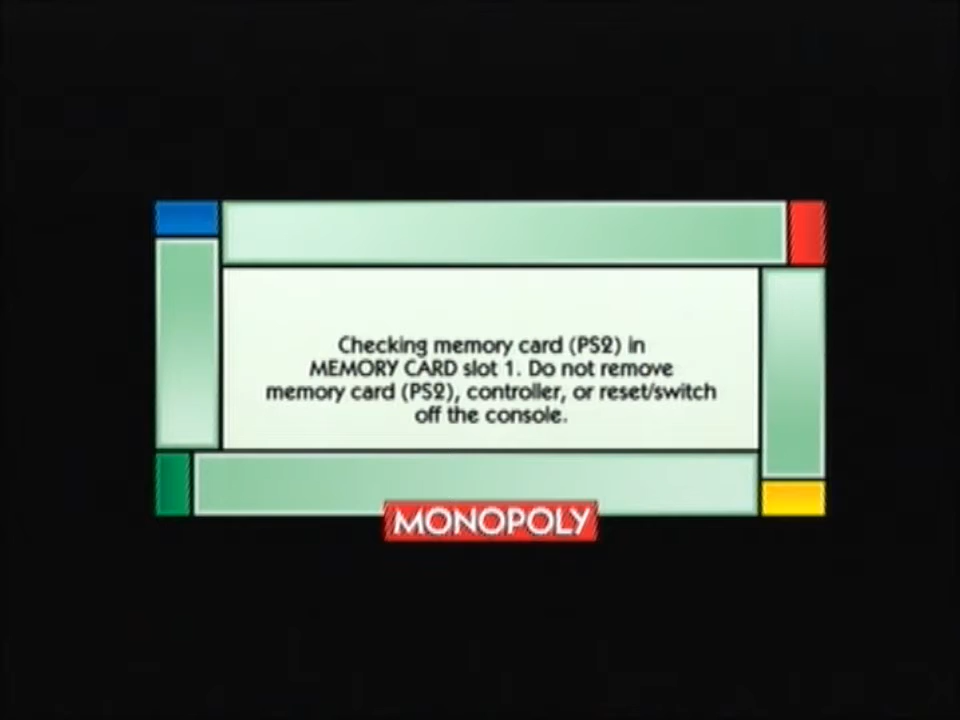 Checking memory card (PS2) in
MEMORY CARD slot 1. Do not remove
memory card (PS2), controller, or reset/switch
off the console.
MONOPOLY